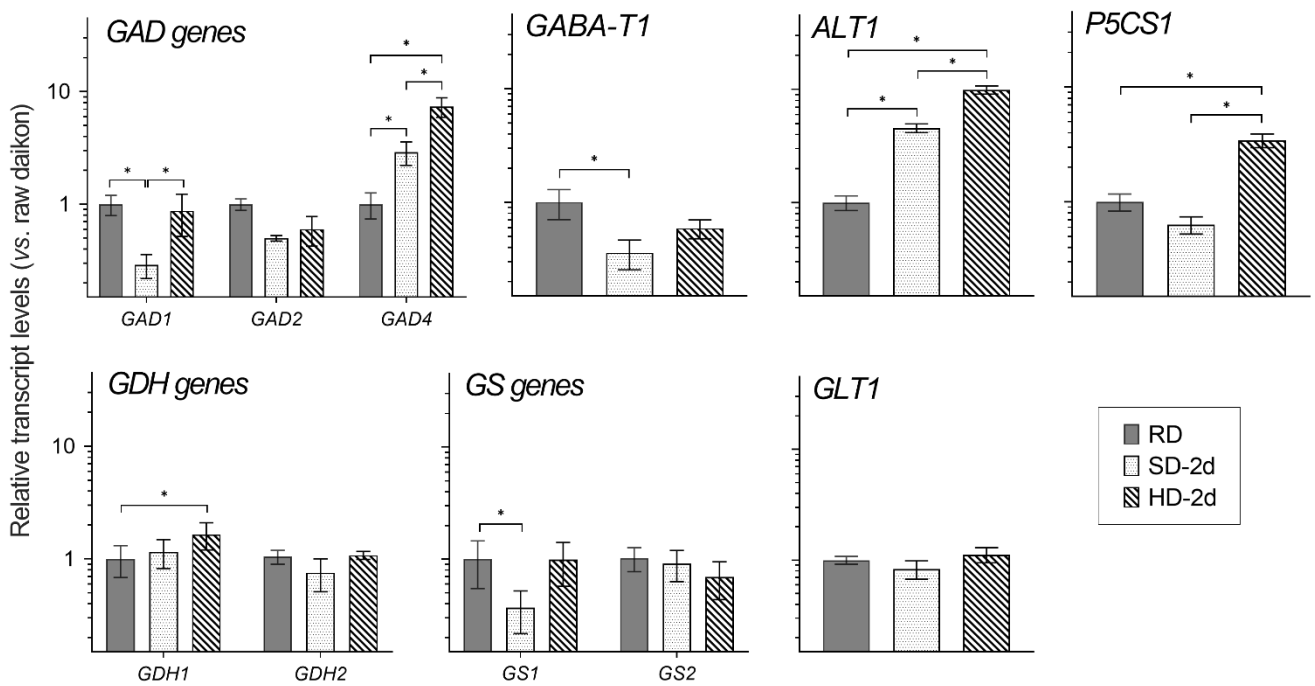 GAD genes
GABA-T1
ALT1
P5CS1
Relative transcript levels (vs. raw daikon)
10
1
*
*
*
*
*
*
*
*
*
*
*
GAD1
GAD2
GAD4
GDH genes
GS genes
GLT1
10
1
*
*
GDH1
GDH2
GS1
GS2
RD
SD-2d
HD-2d